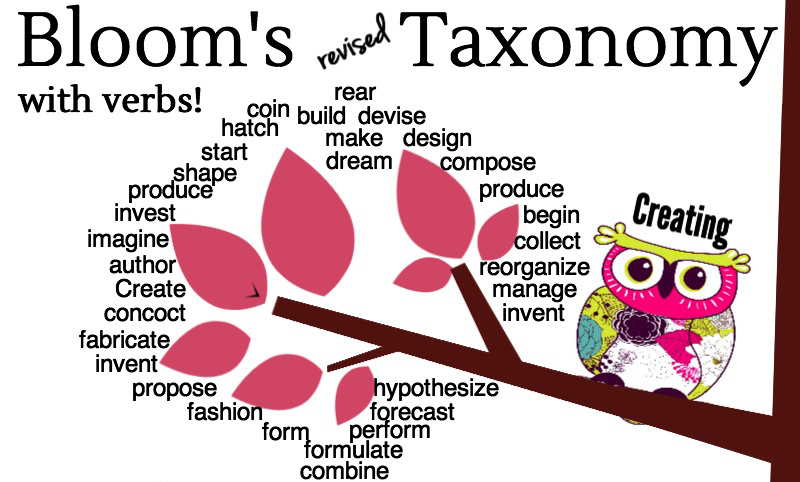 Bloom's revised Taxonomy
with verbs!
rear
coin build devise
hatch make design
start dream compose
shape
produce produce
invest begin
imagine collect
author reorganize
Create manage
concoct invent
fabricate
invent
propose hypothesize
fashion forecast
form perform
formulate
combine
Creating